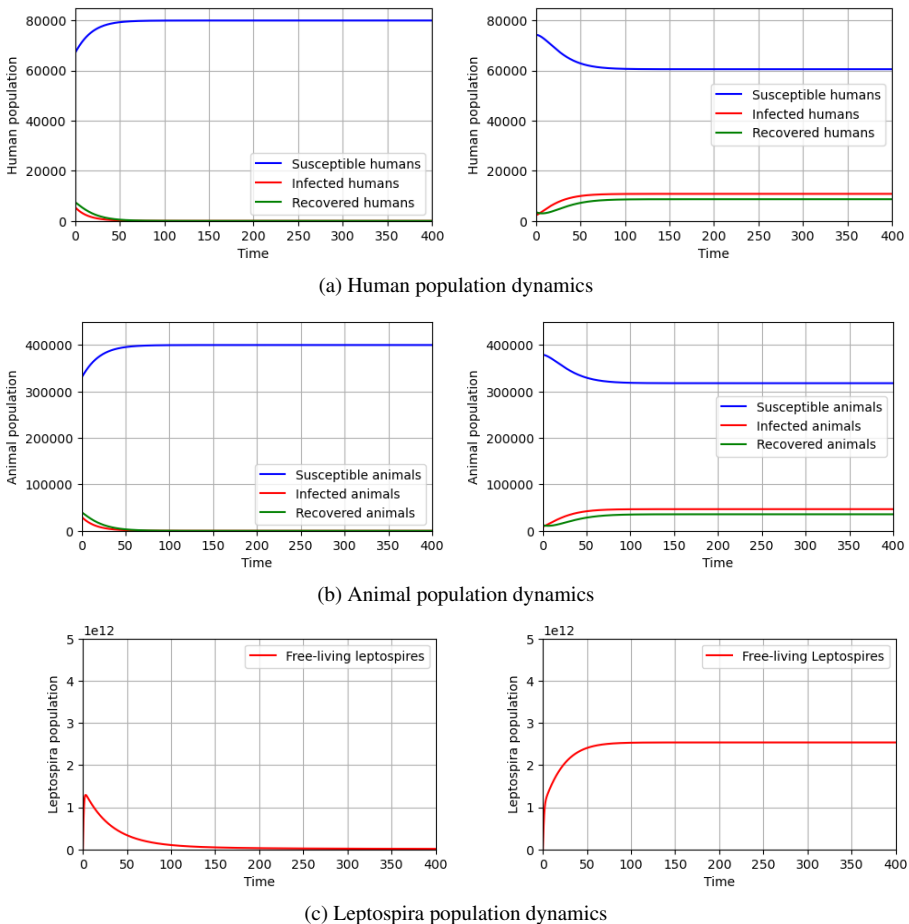 80000
60000
40000
20000
0
Human population
Susceptible humans
Infected humans
Recovered humans
0 50 100 150 200 250 300 350 400
Time
80000
60000
40000
20000
0
Human population
Susceptible humans
Infected humans
Recovered humans
0 50 100 150 200 250 300 350 400
Time
(a) Human population dynamics
400000
300000
200000
100000
0
Animal population
Susceptible animals
Infected animals
Recovered animals
0 50 100 150 200 250 300 350 400
Time
400000
300000
200000
100000
0
Animal population
Susceptible animals
Infected animals
Recovered animals
0 50 100 150 200 250 300 350 400
Time
(b) Animal population dynamics
1e12
5
4
3
2
1
0
Leptospira population
Free-living leptospires
0 50 100 150 200 250 300 350 400
Time
1e12
5
4
3
2
1
0
Leptospira population
Free-living Leptospires
0 50 100 150 200 250 300 350 400
Time
(c) Leptospira population dynamics